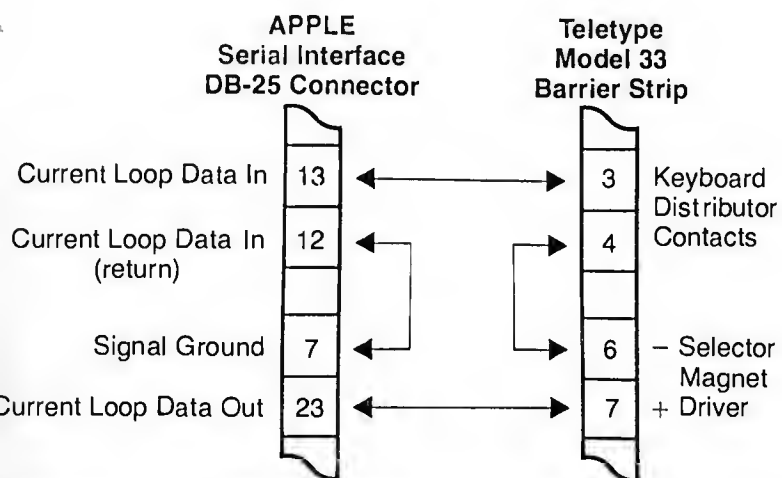 APPLE
Serial Interface
DB-25 Connector
Teletype
Model 33
Barrier Strip
Current Loop Data In 13
3 Keyboard
Distributor
Contacts
Current Loop Data In 12
(return)
4
Signal Ground 7
6 – Selector
Magnet
Current Loop Data Out 23
7 + Driver